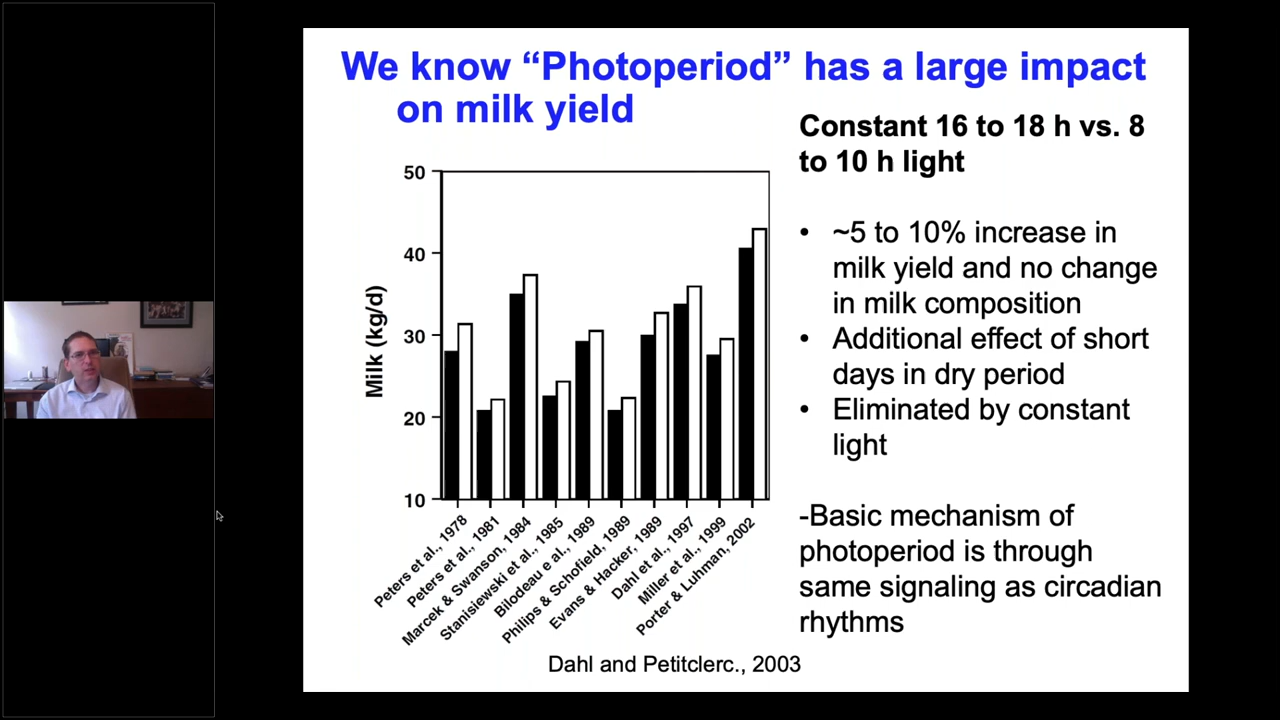 We know “Photoperiod” has a large impact
on milk yield
Constant 16 to 18 h vs. 8
to 10 h light
• ~5 to 10% increase in
milk yield and no change
in milk composition
• Additional effect of short
days in dry period
• Eliminated by constant
light
-Basic mechanism of
photoperiod is through
same signaling as circadian
rhythms
Milk (kg/d)
50
40
30
20
10
Peters et al., 1978
Peters et al., 1981
Marcek & Swanson, 1984
Stanisiewski et al., 1985
Bilodeau e al., 1989
Philips & Schofield, 1989
Evans & Hacker, 1989
Dahl et al., 1997
Miller et al., 1999
Porter & Luhman, 2002
Dahl and Petitclerc., 2003